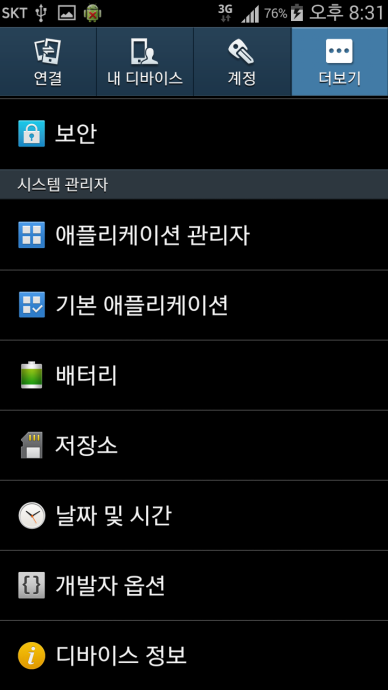 SKT 3G 76% 오후 8:31
연결 내 디바이스 계정 더보기
보안
시스템 관리자
애플리케이션 관리자
기본 애플리케이션
배터리
저장소
날짜 및 시간
개발자 옵션
디바이스 정보